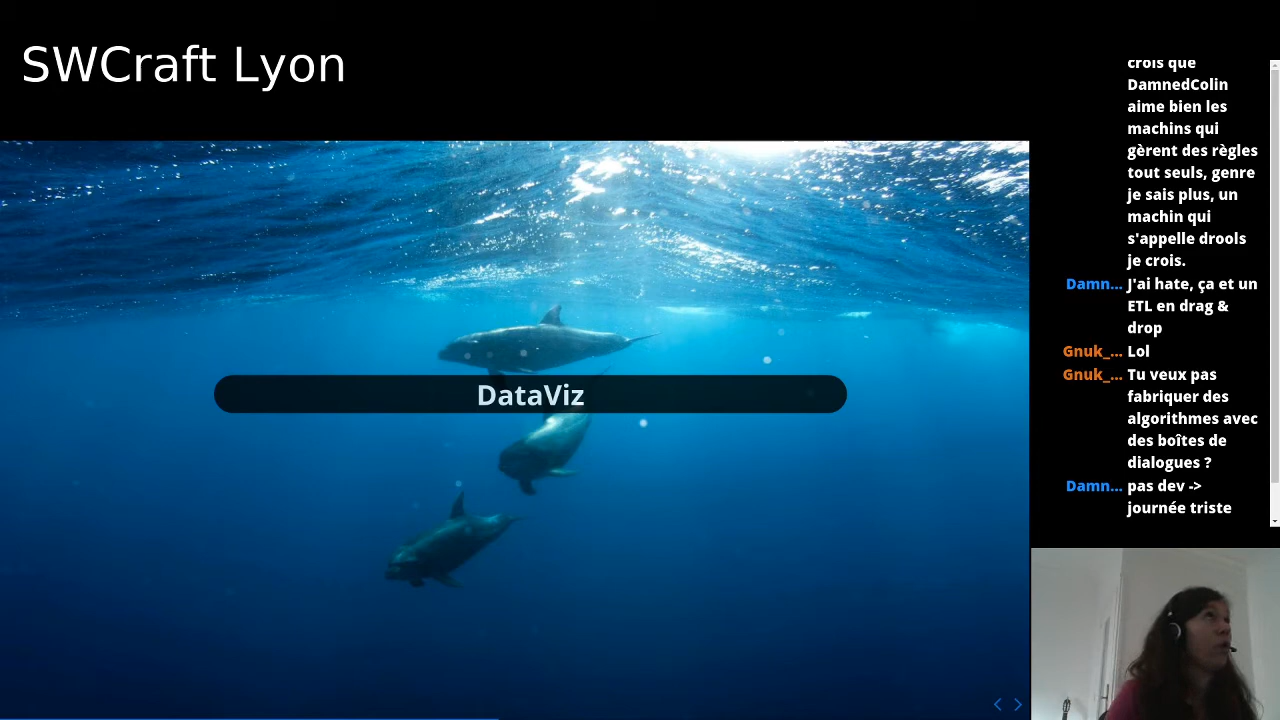 SWCraft Lyon
DataViz
crois que
DamnedColin
aime bien les
machins qui
gèrent des règles
tout seuls, genre
je sais plus, un
machin qui
s'appelle drools
je crois.
Damn... J'ai hate, ça et un
ETL en drag &
drop
Gnuk_... Lol
Gnuk_... Tu veux pas
fabriquer des
algorithmes avec
des boîtes de
dialogues ?
Damn... pas dev ->
journée triste